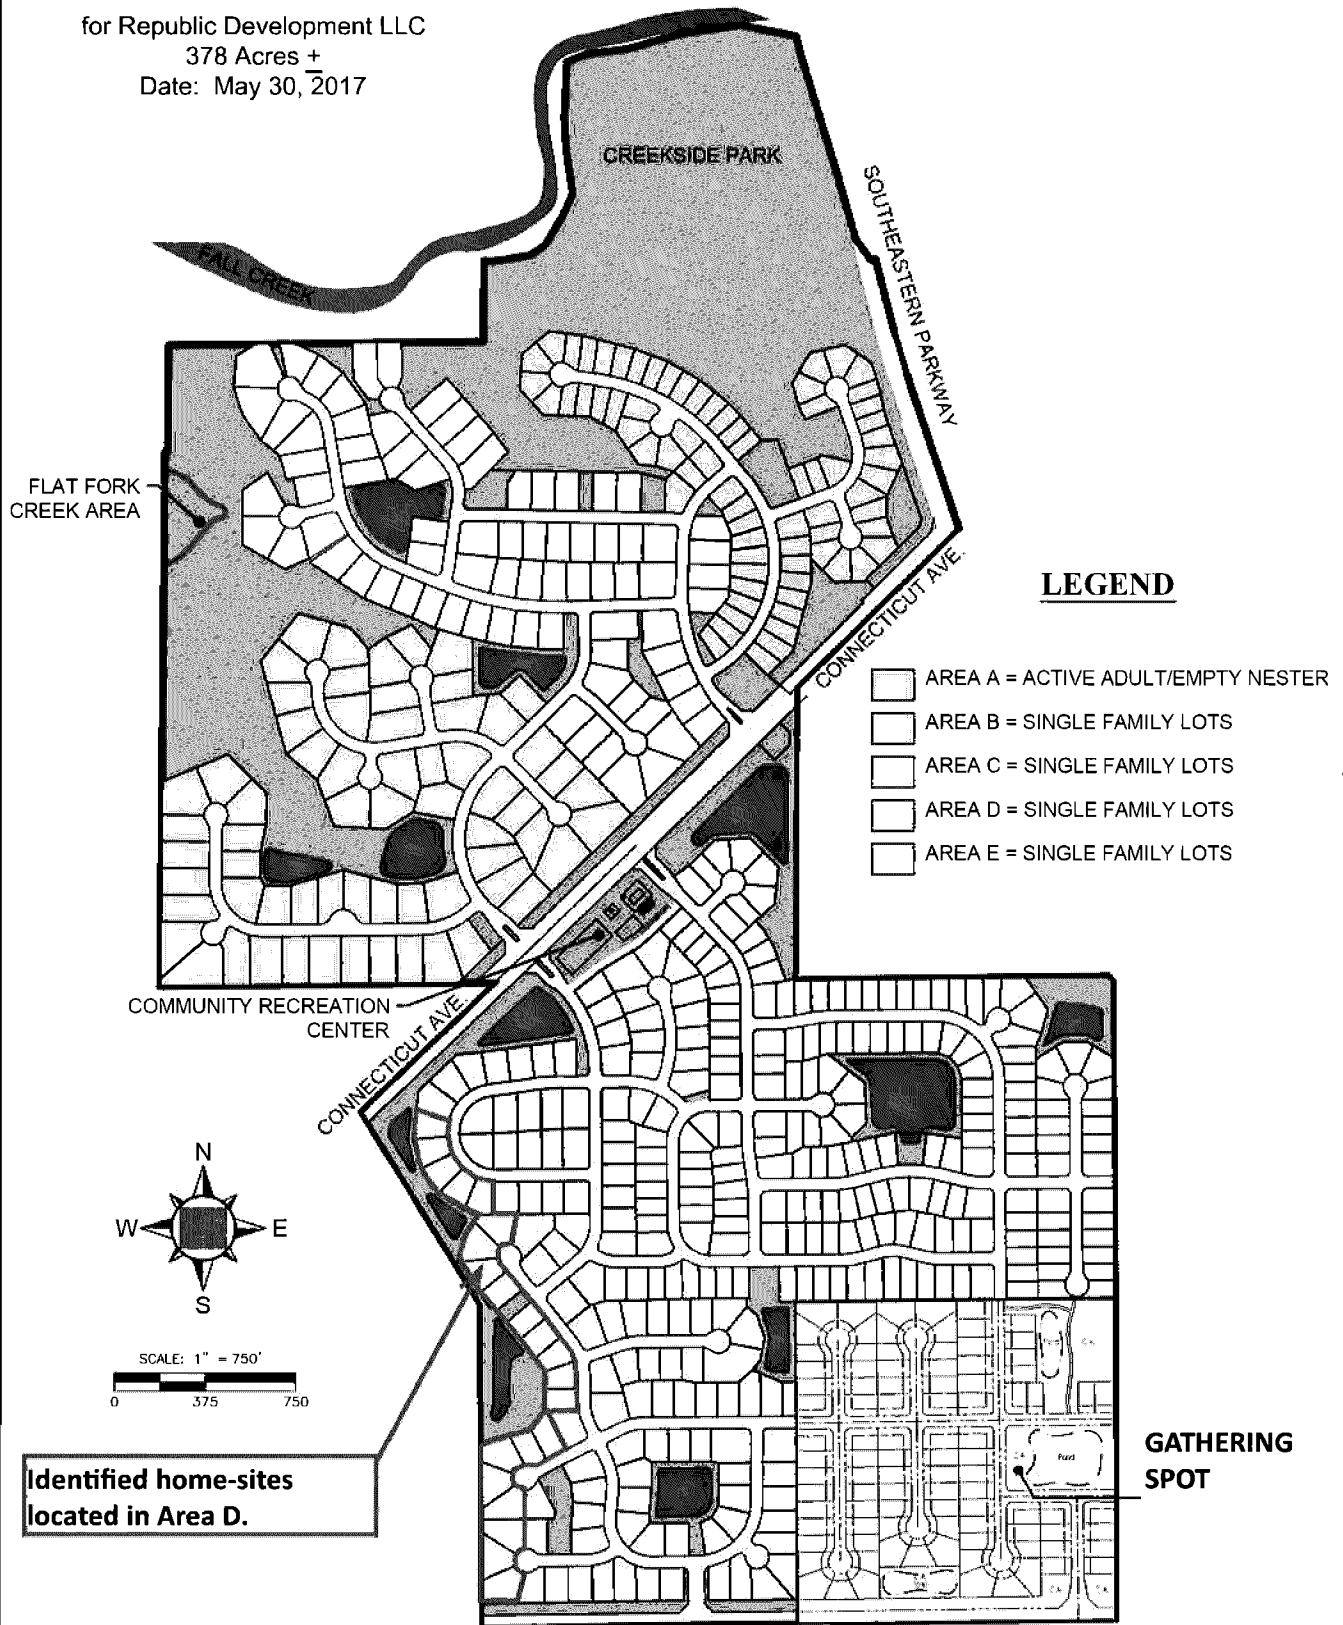 for Republic Development LLC
378 Acres ±
Date: May 30, 2017
CREEKSIDE PARK
SOUTHEASTERN PARKWAY
FALL CREEK
FLAT FORK
CREEK AREA
CONNECTICUT AVE.
LEGEND
AREA A = ACTIVE ADULT/EMPTY NESTER
AREA B = SINGLE FAMILY LOTS
AREA C = SINGLE FAMILY LOTS
AREA D = SINGLE FAMILY LOTS
AREA E = SINGLE FAMILY LOTS
COMMUNITY RECREATION
CENTER
CONNECTICUT AVE.
N
W
E
S
SCALE: 1" = 750'
0 375 750
Identified home-sites
located in Area D.
GATHERING
SPOT
Pond